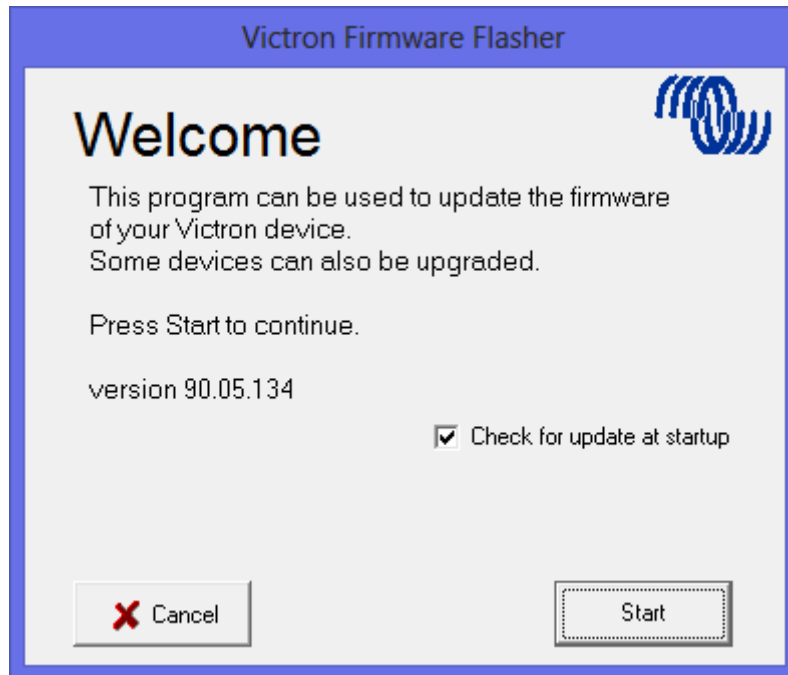 Victron Firmware Flasher
Welcome
This program can be used to update the firmware
of your Victron device.
Some devices can also be upgraded.
Press Start to continue.
version 90.05.134
Check for update at startup
Cancel
Start